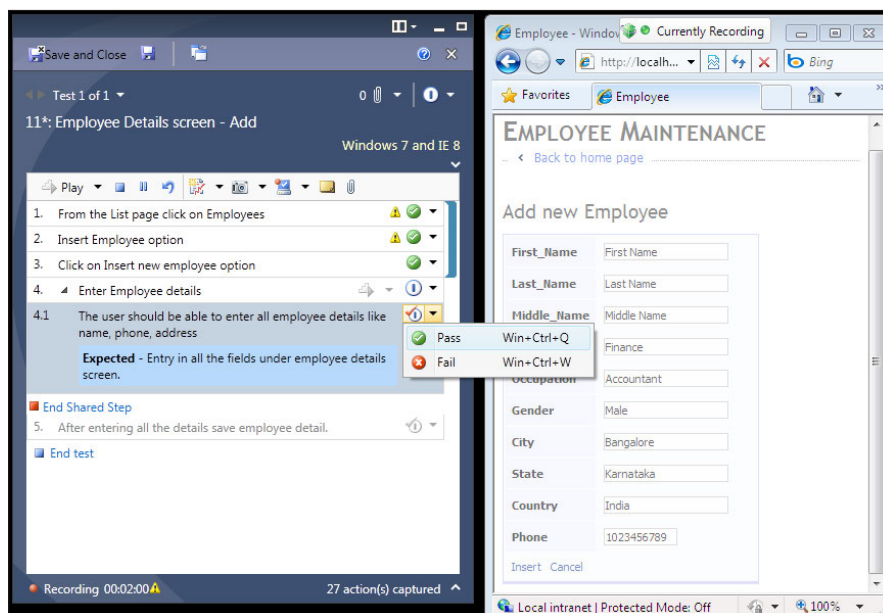 Save and Close
Test 1 of 1
0
11*: Employee Details screen - Add
Windows 7 and IE 8
Play
1. From the List page click on Employees
2. Insert Employee option
3. Click on Insert new employee option
4. Enter Employee details
4.1 The user should be able to enter all employee details like
name, phone, address
Expected - Entry in all the fields under employee details
screen.
Pass Win+Ctrl+Q
Fail Win+Ctrl+W
End Shared Step
5. After entering all the details save employee detail.
End test
Recording 00:02:00
27 action(s) captured
Employee - Windov
Currently Recording
http://localh...
Bing
Favorites
Employee
EMPLOYEE MAINTENANCE
< Back to home page
Add new Employee
First_Name First Name
Last_Name Last Name
Middle_Name Middle Name
Finance
Occupation Accountant
Gender Male
City Bangalore
State Karnataka
Country India
Phone 1023456789
Insert Cancel
Local intranet | Protected Mode: Off
100%